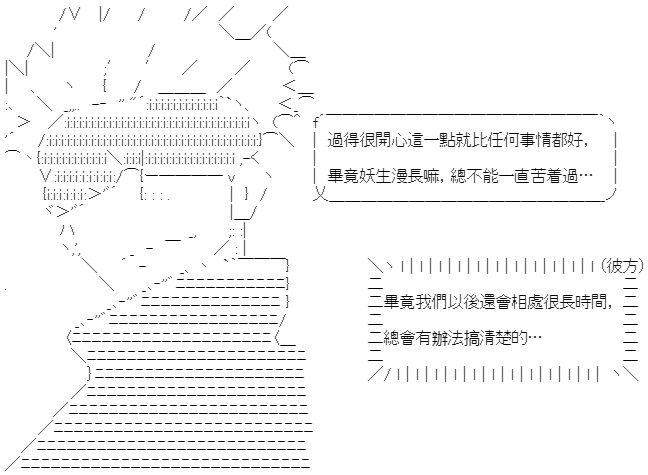 過得很開心這一點就比任何事情都好，
畢竟妖生漫長嘛，總不能一直苦着過…
(彼方)
畢竟我們以後還會相處很長時間，
總會有辦法搞清楚的…